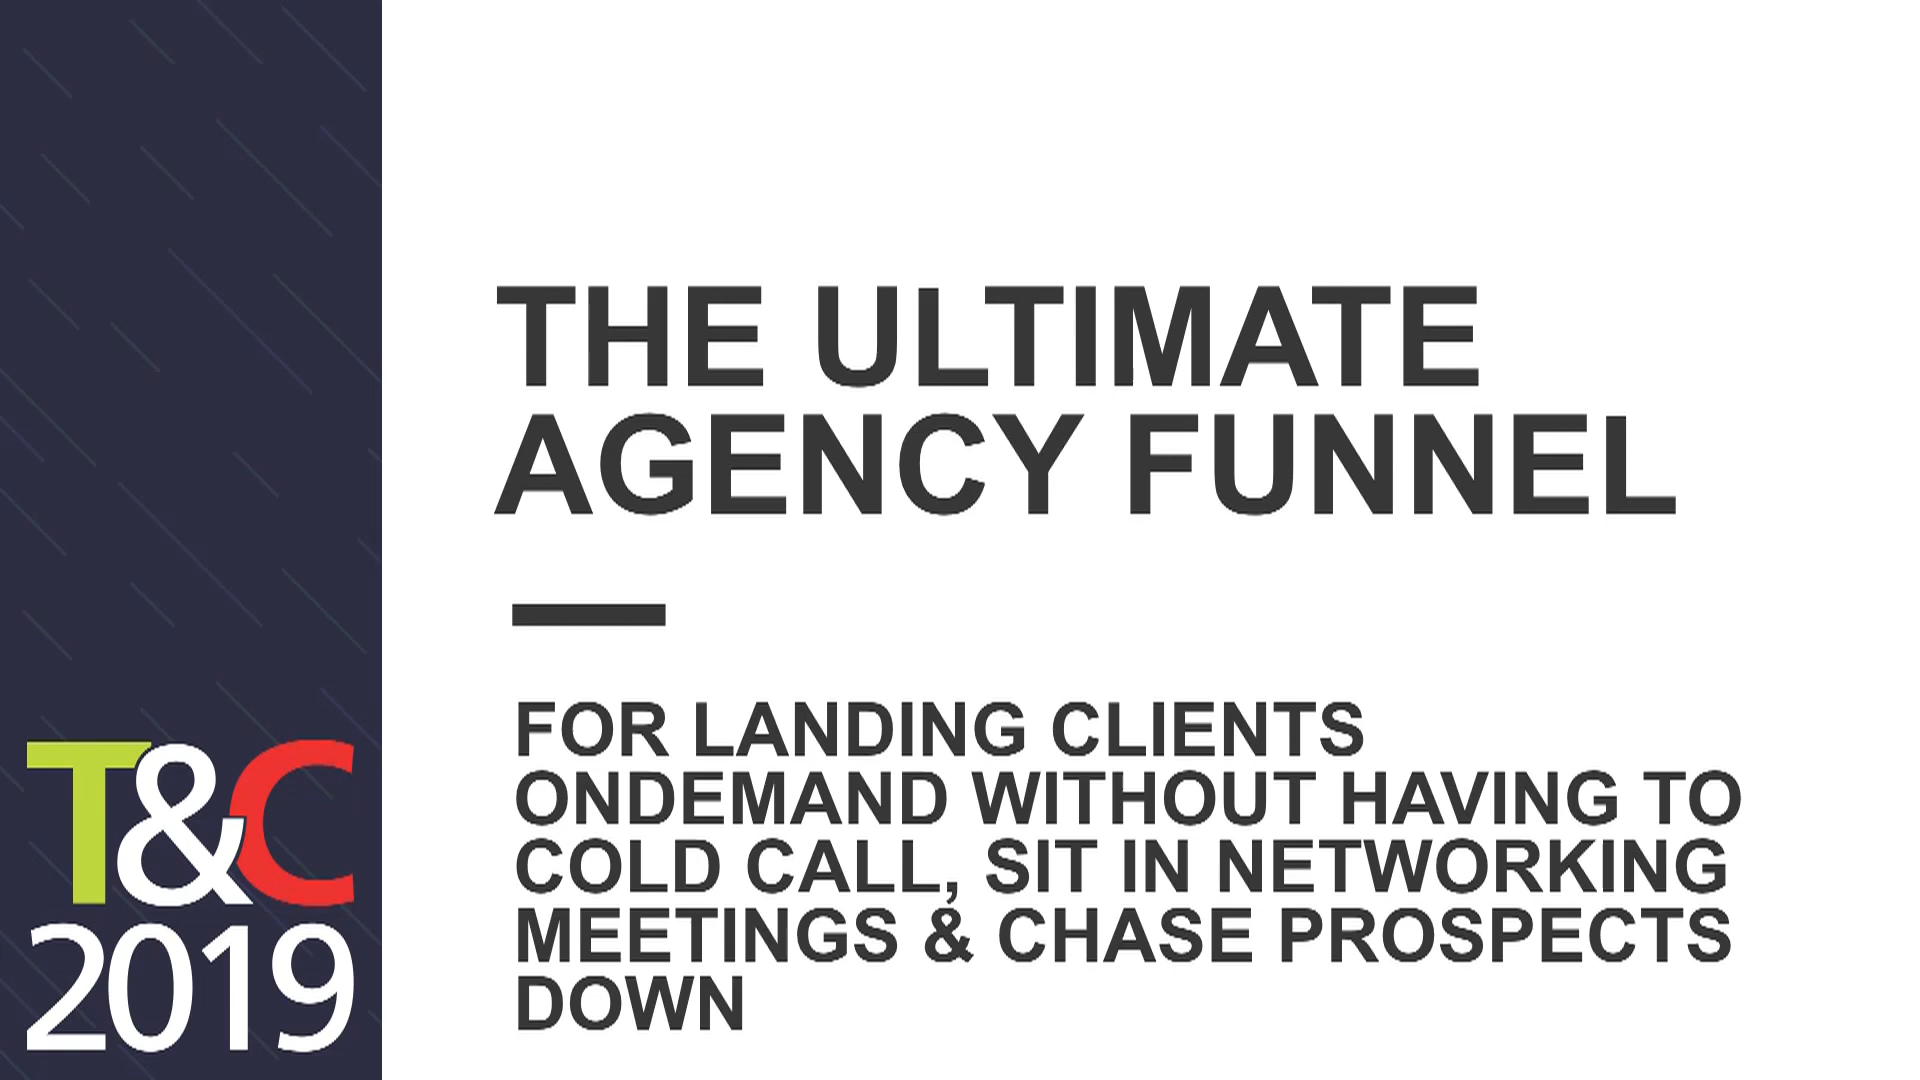 THE ULTIMATE
AGENCY FUNNEL
FOR LANDING CLIENTS
ONDEMAND WITHOUT HAVING TO
COLD CALL, SIT IN NETWORKING
MEETINGS & CHASE PROSPECTS
DOWN
T&C
2019